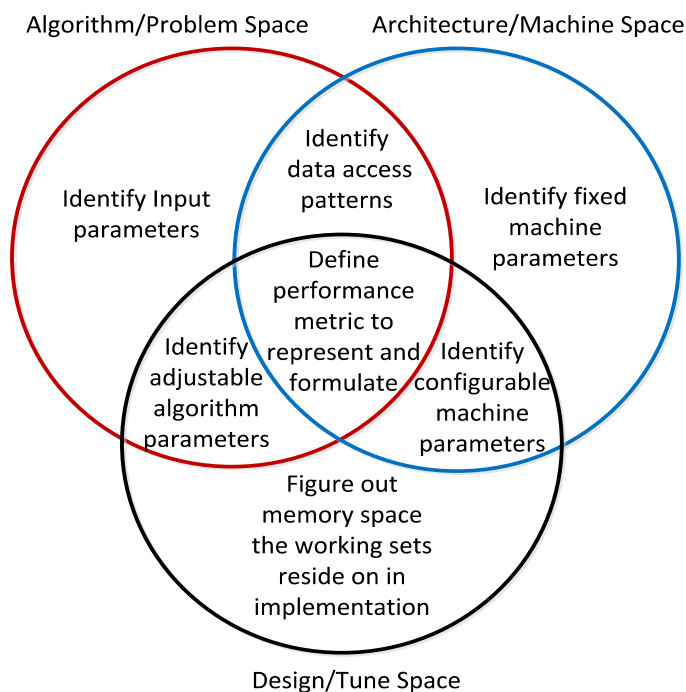 Algorithm/Problem Space
Architecture/Machine Space
Identify
data access
patterns
Identify Input
parameters
Identify fixed
machine
parameters
Define
performance
metric to
represent and
formulate
Identify
adjustable
algorithm
parameters
Identify
configurable
machine
parameters
Figure out
memory space
the working sets
reside on in
implementation
Design/Tune Space